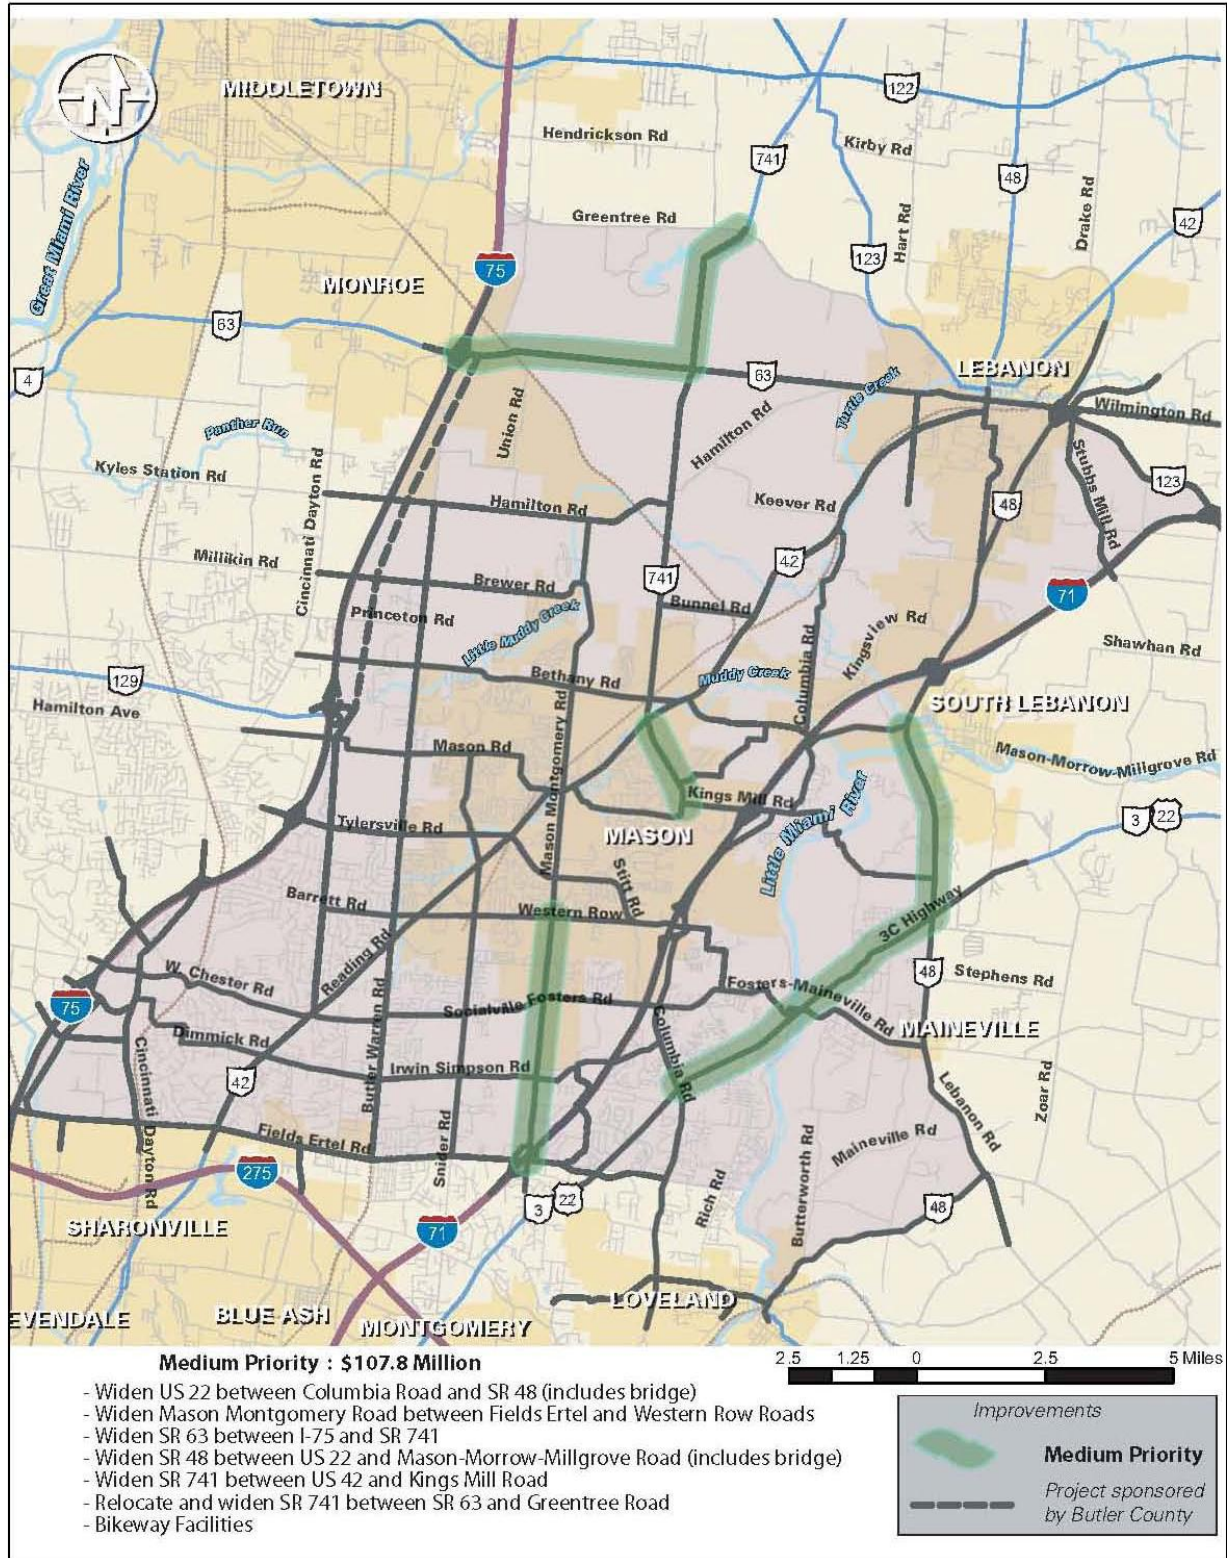 N
MIDDLETOWN
122
Hendrickson Rd
Kirby Rd
741
48
Great Miami River
Drake Rd
Greentree Rd
Hart Rd
42
123
75
MONROE
63
4
LEBANON
63
Turtle Creek
Wilmington Rd
Union Rd
Hamilton Rd
Panther Run
Kyles Station Rd
Cincinnati Dayton Rd
Stubbs Mill Rd
123
Hamilton Rd
Keever Rd
48
Millikin Rd
42
Brewer Rd
741
Bunnel Rd
71
Princeton Rd
Little Muddy Creek
Kingsview Rd
Columbia Rd
Shawhan Rd
129
Bethany Rd
Muddy Creek
Hamilton Ave
SOUTH LEBANON
Mason Rd
Mason Montgomery Rd
Mason-Morrow-Millgrove Rd
Kings Mill Rd
Little Miami River
3
22
Tylersville Rd
MASON
Stitt Rd
Barrett Rd
Western Row
3C Highway
Reading Rd
W. Chester Rd
48
Stephens Rd
Fosters-Maineville Rd
75
Socialville Fosters Rd
Columbia Rd
MAINEVILLE
Dimmick Rd
Butler Warren Rd
Irwin Simpson Rd
Cincinnati Dayton Rd
42
Lebanon Rd
Zoar Rd
Snider Rd
Fields Ertel Rd
Maineville Rd
Butterworth Rd
275
Rich Rd
3
22
48
SHARONVILLE
71
LOVELAND
EVENDALE
BLUE ASH
MONTGOMERY
Medium Priority : $107.8 Million
- Widen US 22 between Columbia Road and SR 48 (includes bridge)
- Widen Mason Montgomery Road between Fields Ertel and Western Row Roads
- Widen SR 63 between I-75 and SR 741
- Widen SR 48 between US 22 and Mason-Morrow-Millgrove Road (includes bridge)
- Widen SR 741 between US 42 and Kings Mill Road
- Relocate and widen SR 741 between SR 63 and Greentree Road
- Bikeway Facilities
2.5 1.25 0 2.5 5 Miles
Improvements
Medium Priority
Project sponsored
by Butler County